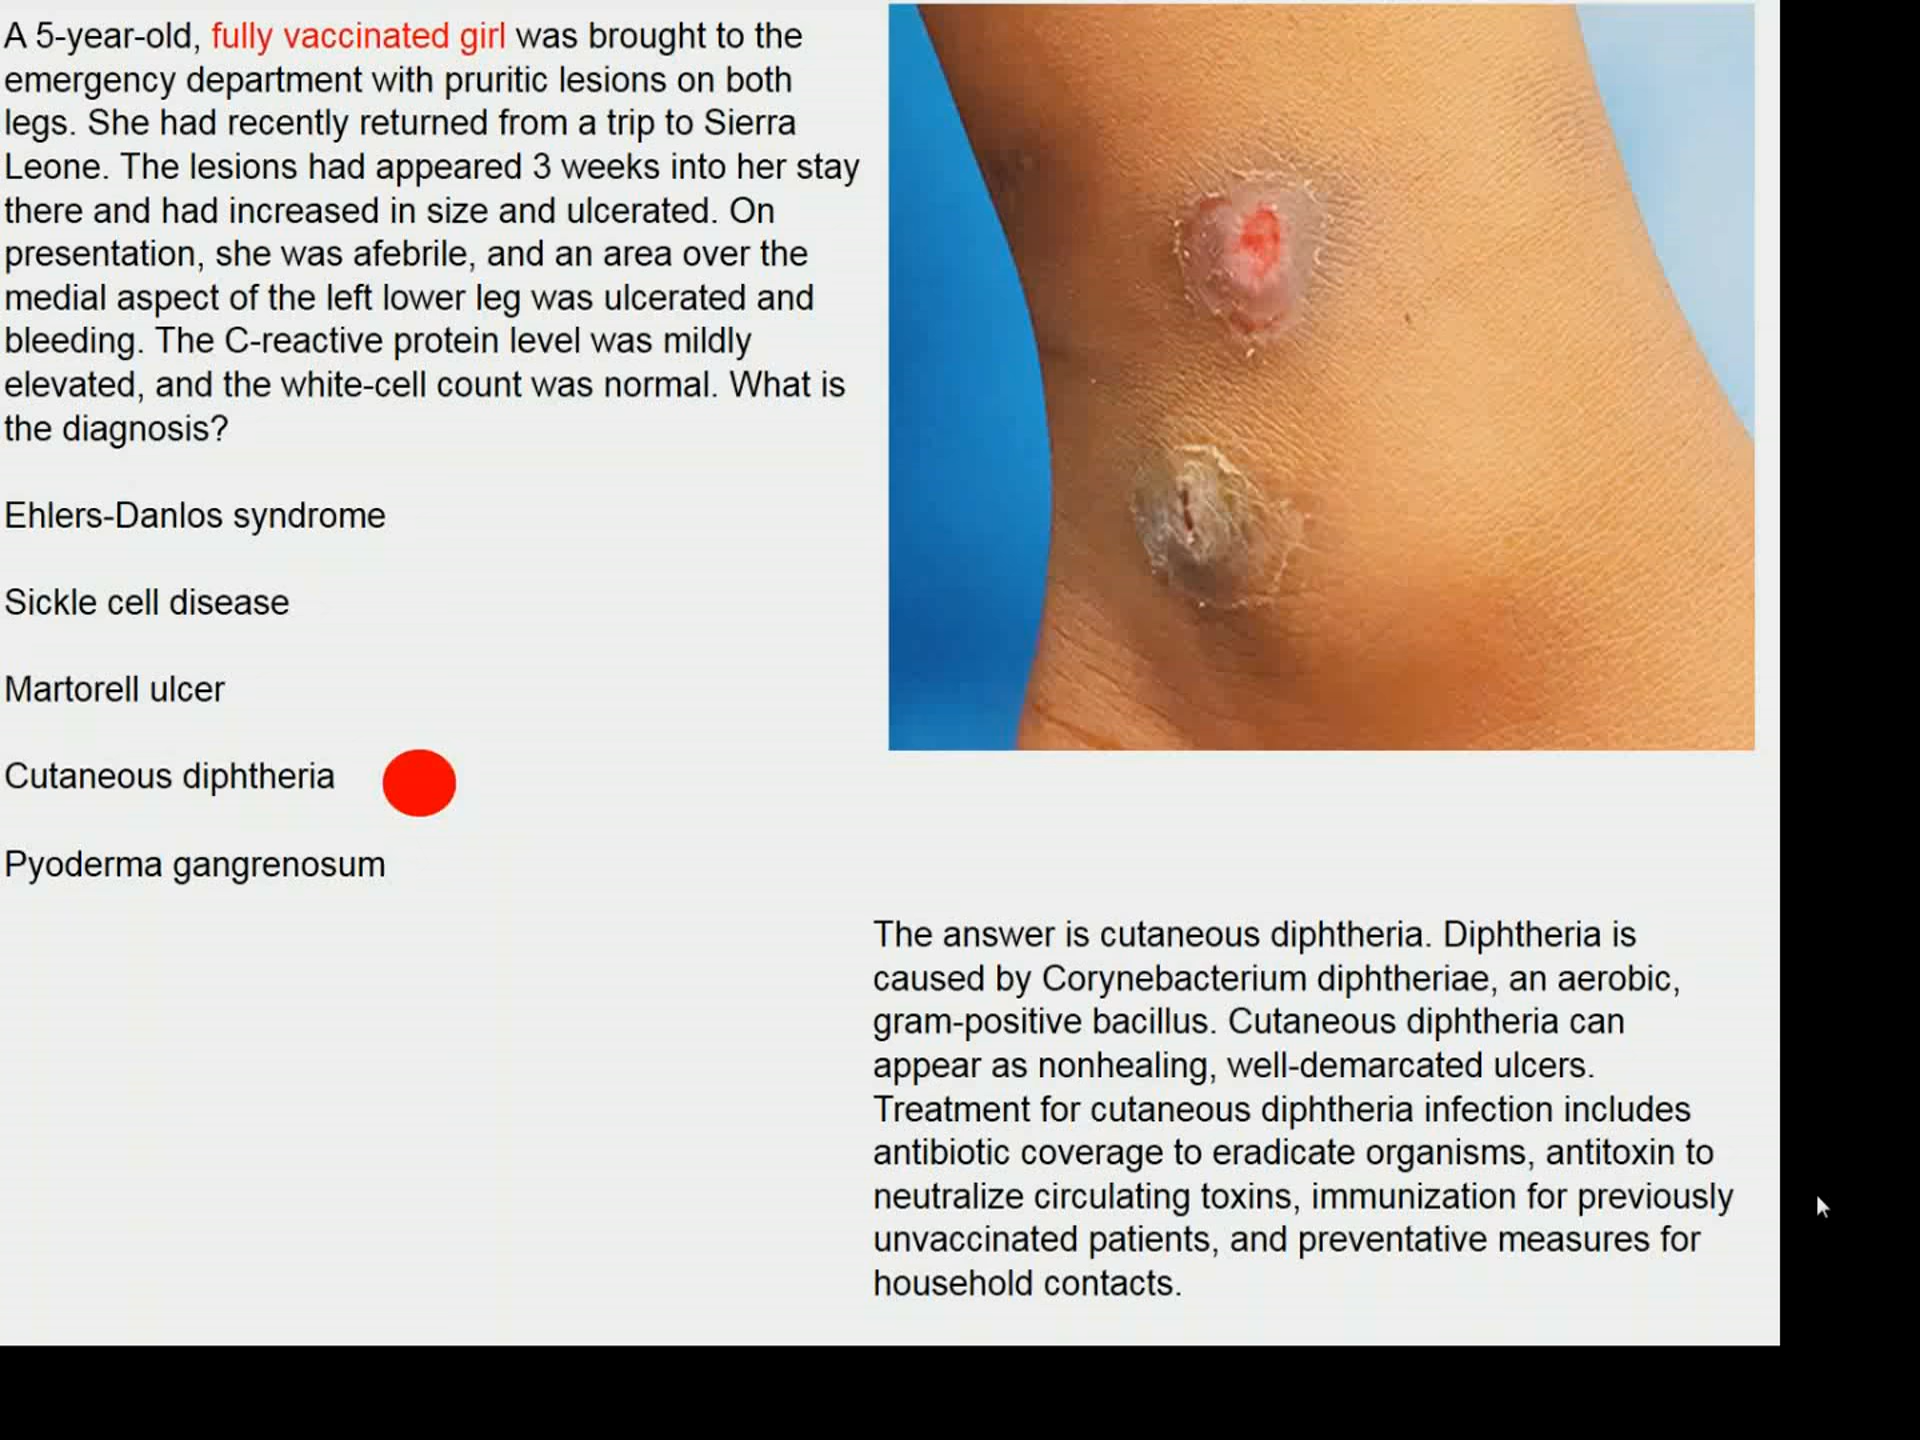 A 5-year-old, fully vaccinated girl was brought to the
emergency department with pruritic lesions on both
legs. She had recently returned from a trip to Sierra
Leone. The lesions had appeared 3 weeks into her stay
there and had increased in size and ulcerated. On
presentation, she was afebrile, and an area over the
medial aspect of the left lower leg was ulcerated and
bleeding. The C-reactive protein level was mildly
elevated, and the white-cell count was normal. What is
the diagnosis?
Ehlers-Danlos syndrome
Sickle cell disease
Martorell ulcer
Cutaneous diphtheria
Pyoderma gangrenosum
The answer is cutaneous diphtheria. Diphtheria is
caused by Corynebacterium diphtheriae, an aerobic,
gram-positive bacillus. Cutaneous diphtheria can
appear as nonhealing, well-demarcated ulcers.
Treatment for cutaneous diphtheria infection includes
antibiotic coverage to eradicate organisms, antitoxin to
neutralize circulating toxins, immunization for previously
unvaccinated patients, and preventative measures for
household contacts.